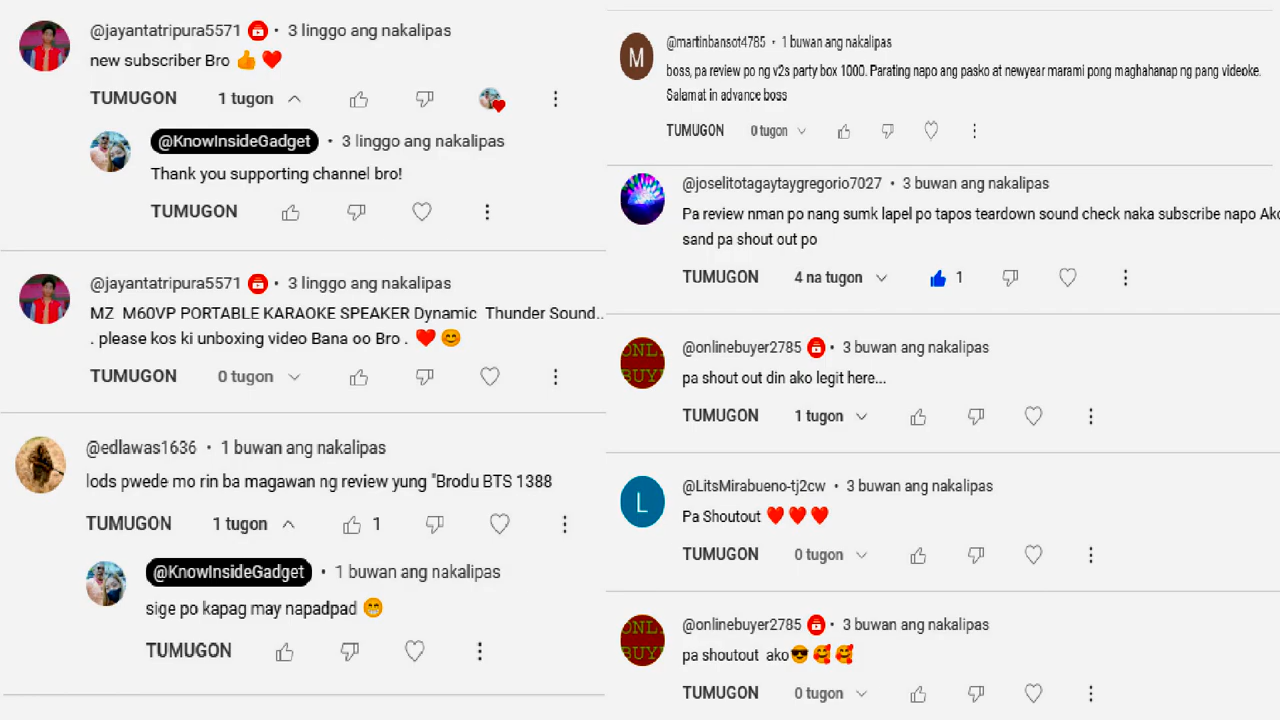 @jayantatripura5571 • 3 linggo ang nakalipas
new subscriber Bro 👍 ❤️
TUMUGON 1 tugon
@KnowInsideGadget • 3 linggo ang nakalipas
Thank you supporting channel bro!
TUMUGON
@jayantatripura5571 • 3 linggo ang nakalipas
MZ M60VP PORTABLE KARAOKE SPEAKER Dynamic Thunder Sound..
. please kos ki unboxing video Bana oo Bro . ❤️ 😊
TUMUGON 0 tugon
@edlawas1636 • 1 buwan ang nakalipas
lods pwede mo rin ba magawan ng review yung "Brodu BTS 1388
TUMUGON 1 tugon 1
@KnowInsideGadget • 1 buwan ang nakalipas
sige po kapag may napadpad 😁
TUMUGON
M
@martinbansot4785 • 1 buwan ang nakalipas
boss, pa review po ng v2s party box 1000. Parating napo ang pasko at newyear marami pong maghahanap ng pang videoke.
Salamat in advance boss
TUMUGON 0 tugon
@joselitotagaytaygregorio7027 • 3 buwan ang nakalipas
Pa review nman po nang sumk lapel po tapos teardown sound check naka subscribe napo Ako
sand pa shout out po
TUMUGON 4 na tugon 1
ONLI
BUYE
@onlinebuyer2785 • 3 buwan ang nakalipas
pa shout out din ako legit here...
TUMUGON 1 tugon
L
@LitsMirabueno-tj2cw • 3 buwan ang nakalipas
Pa Shoutout ❤️ ❤️ ❤️
TUMUGON 0 tugon
ONLI
BUYE
@onlinebuyer2785 • 3 buwan ang nakalipas
pa shoutout ako😎 🥰 🥰
TUMUGON 0 tugon